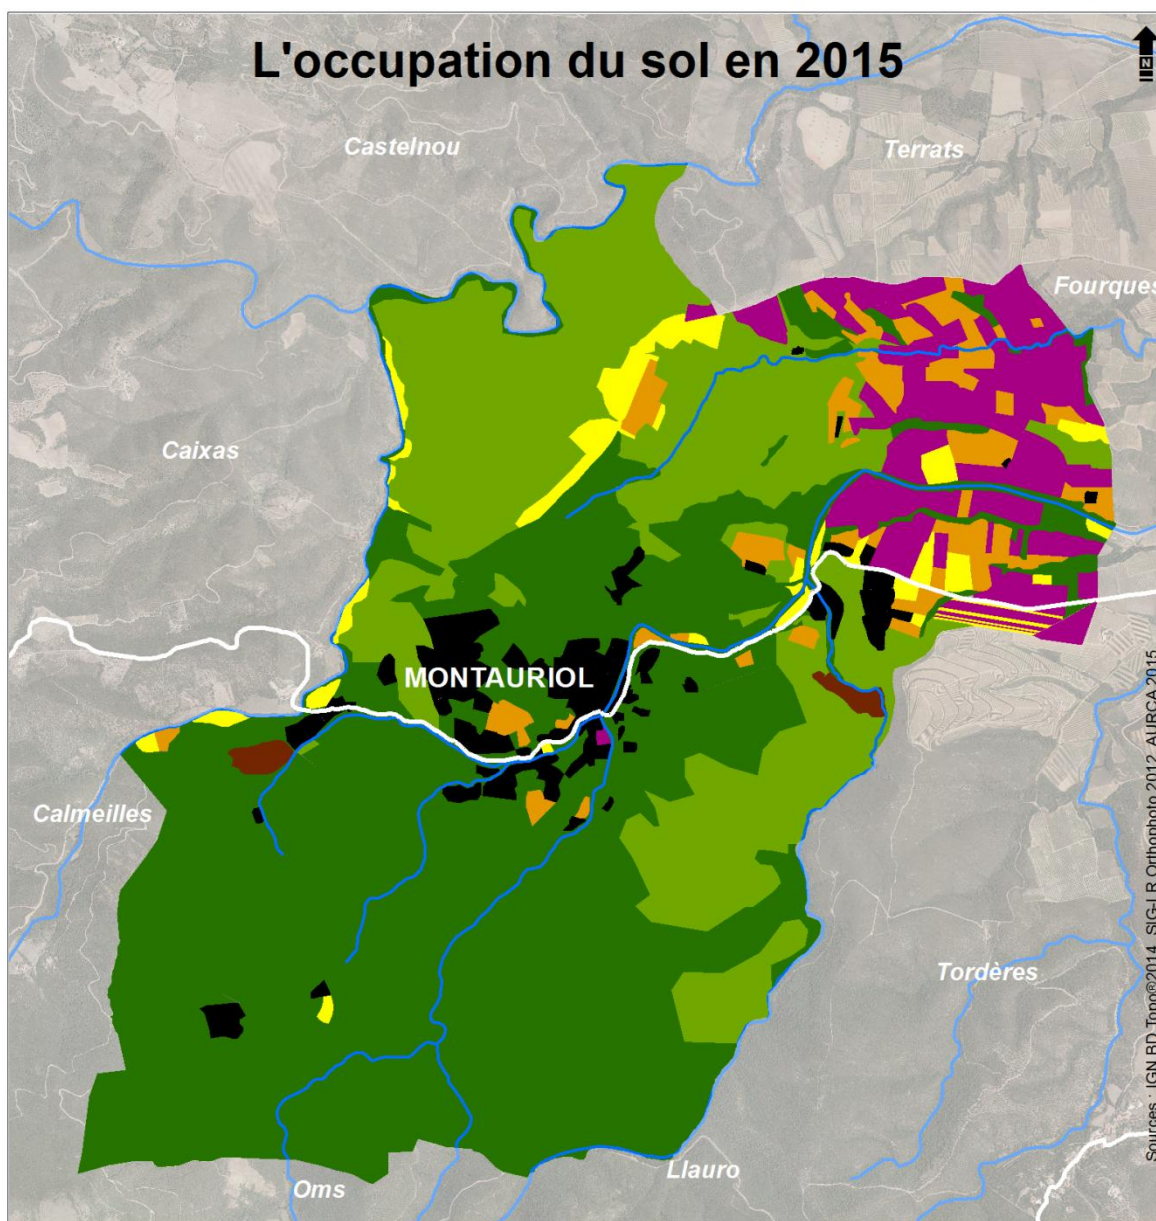 L'occupation du sol en 2015
N
Castelnou
Terrats
Fourques
Caixas
MONTAURIOL
Calmeilles
Tordères
Llauro
Oms
Sources : IGN BD Topo®2014, SIG-LR Orthophoto 2012, AURCA 2015